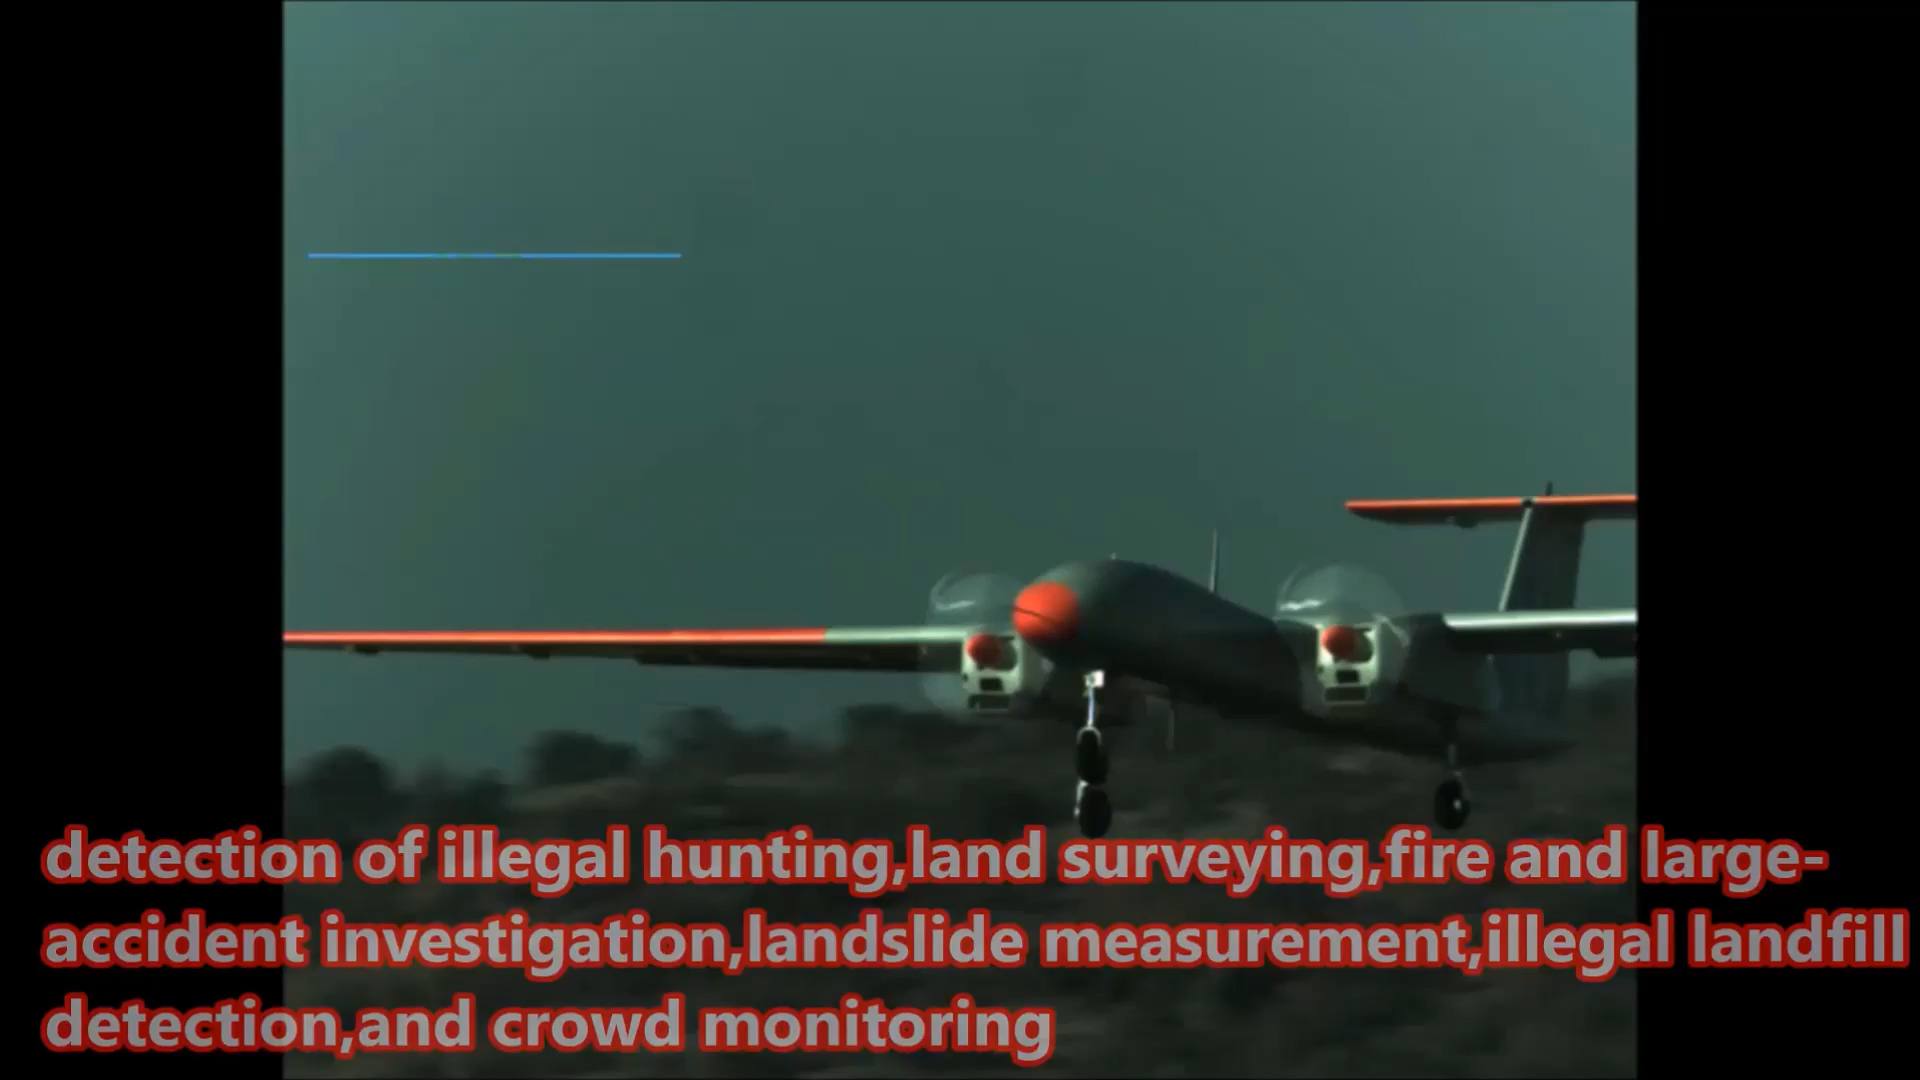 detection of illegal hunting,land surveying,fire and large-
accident investigation,landslide measurement,illegal landfill
detection,and crowd monitoring